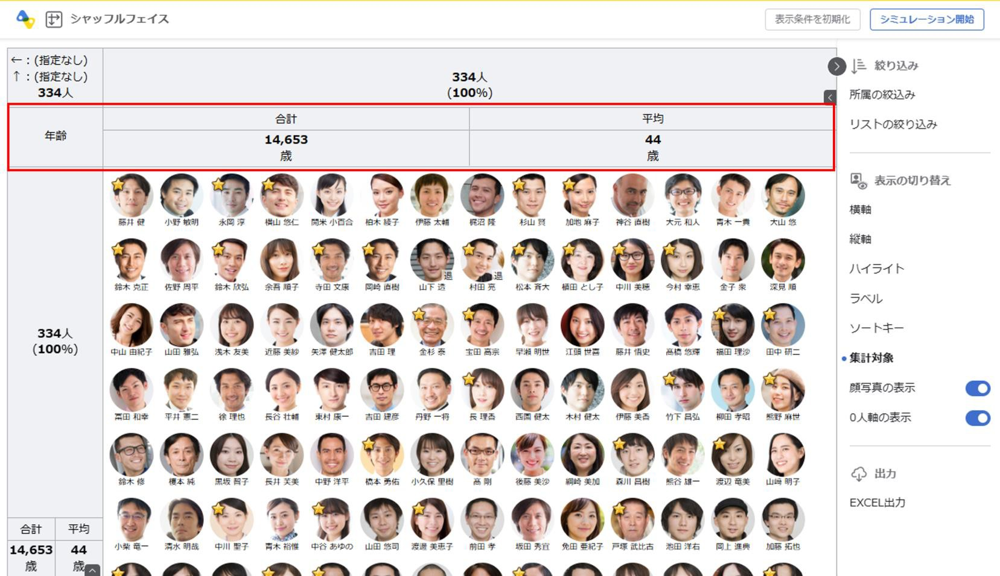 シャッフルフェイス
表示条件を初期化
シミュレーション開始
←：(指定なし)
↑：(指定なし)
334人
334人
(100%)
年齢
合計
平均
14,653
歳
44
歳
334人
(100%)
藤井 健 小野 敏明 永岡 淳 横山 悠仁 開米 小百合 柏木 綾子 伊藤 太輔 梶沼 隆 杉山 賢 加地 麻子 神谷 直樹 大元 和人 青木 一貴 大山 悠
退 退
鈴木 克正 佐野 周平 鈴木 欣弘 余吾 順子 寺田 文康 岡崎 直樹 山下 透 村田 亮 松本 斉大 植田 とし子 中川 美穂 今村 幸恵 金子 衆 深見 順
中山 由紀子 山田 雅弘 浅木 友美 近藤 美紗 矢澤 健太郎 吉田 理 金杉 泰 宝田 高宗 早瀬 明世 江頭 世喜 藤井 悟史 高橋 悠輝 福田 理沙 田中 研二
冨田 和幸 平井 憲二 徐 理也 長谷 壮輔 東村 康一 吉田 建彦 丹野 一将 長 理香 西園 健太 木村 健太 伊藤 美香 竹下 昌弘 柳田 孝昭 熊野 麻世
鈴木 修 榎本 純 黒坂 智子 長井 芙美 中野 洋平 橋本 勇佑 小久保 里樹 高 剛 後藤 美沙 綱崎 美加 森川 昌樹 熊谷 雄一 渡辺 竜美 山﨑 明子
小柴 竜一 清水 明哉 中川 聖子 青木 裕惟 中谷 あゆの 山田 悠司 渡邊 美恵子 前田 孝 坂田 秀宜 免田 亜紀子 戸塚 武比古 池田 洋右 岡上 進典 加藤 拓也
合計
平均
14,653
歳
44
歳
絞り込み
所属の絞込み
リストの絞り込み
表示の切り替え
横軸
縦軸
ハイライト
ラベル
ソートキー
集計対象
顔写真の表示
0人軸の表示
出力
EXCEL出力